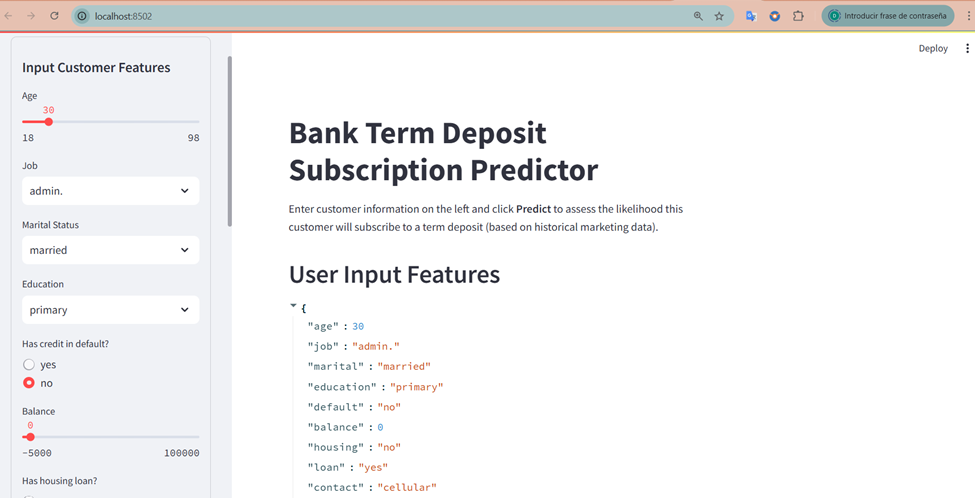 localhost:8502
Introducir frase de contraseña
Deploy
Input Customer Features
Age
30
18 98
Job
admin.
Marital Status
married
Education
primary
Has credit in default?
yes
no
Balance
0
-5000 100000
Has housing loan?
Bank Term Deposit
Subscription Predictor
Enter customer information on the left and click Predict to assess the likelihood this
customer will subscribe to a term deposit (based on historical marketing data).
User Input Features
{
"age" : 30
"job" : "admin."
"marital" : "married"
"education" : "primary"
"default" : "no"
"balance" : 0
"housing" : "no"
"loan" : "yes"
"contact" : "cellular"